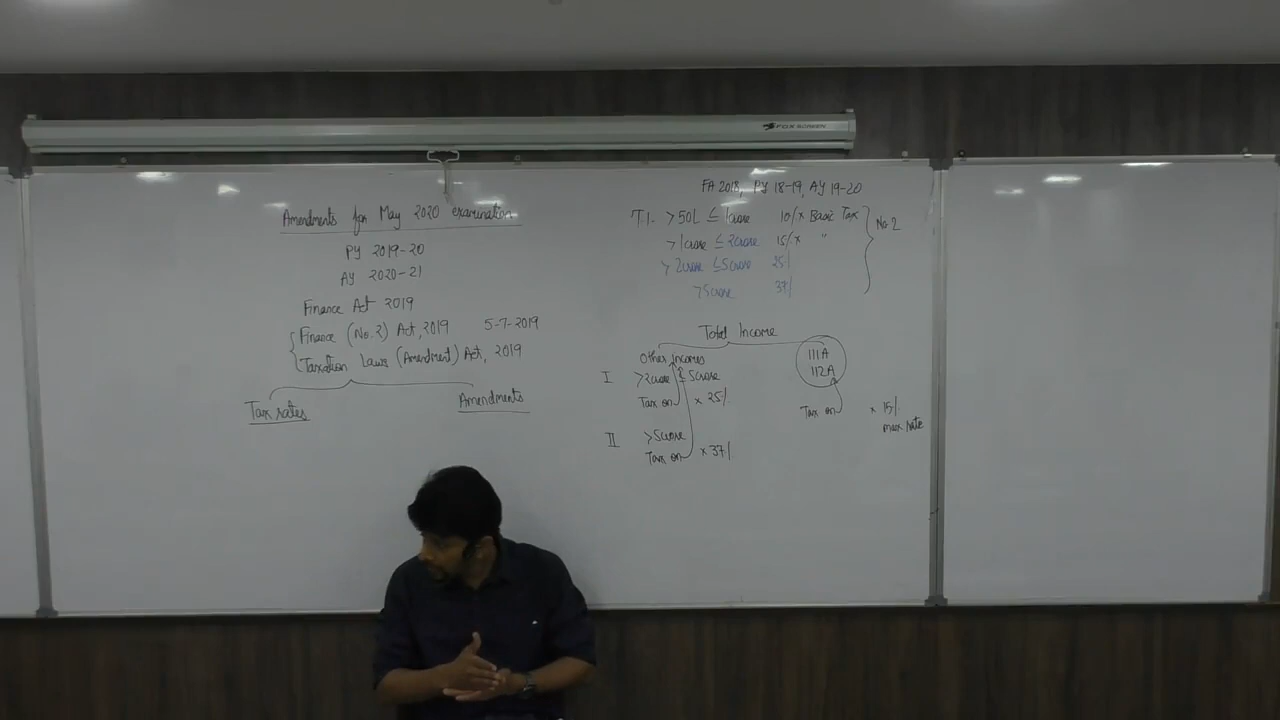 FOX SCREEN
Amendments for May 2020 examination
PY 2019-20
AY 2020-21
Finance Act 2019
Finance (No.2) Act, 2019 5-7-2019
Taxation Laws (Amendment) Act, 2019
Tax rates
Amendments
FA 2018, PY 18-19, AY 19-20
T.I. > 50L ≤ 1crore 10% x Basic Tax
> 1crore ≤ 2crore 15% x "
> 2crore ≤ 5crore 25%
> 5crore 37%
No.2
Total Income
Other incomes
111A
112A
I > 2crore ≤ 5crore
Tax on x 25%
Tax on x 15%
max rate
II > 5crore
Tax on x 37%